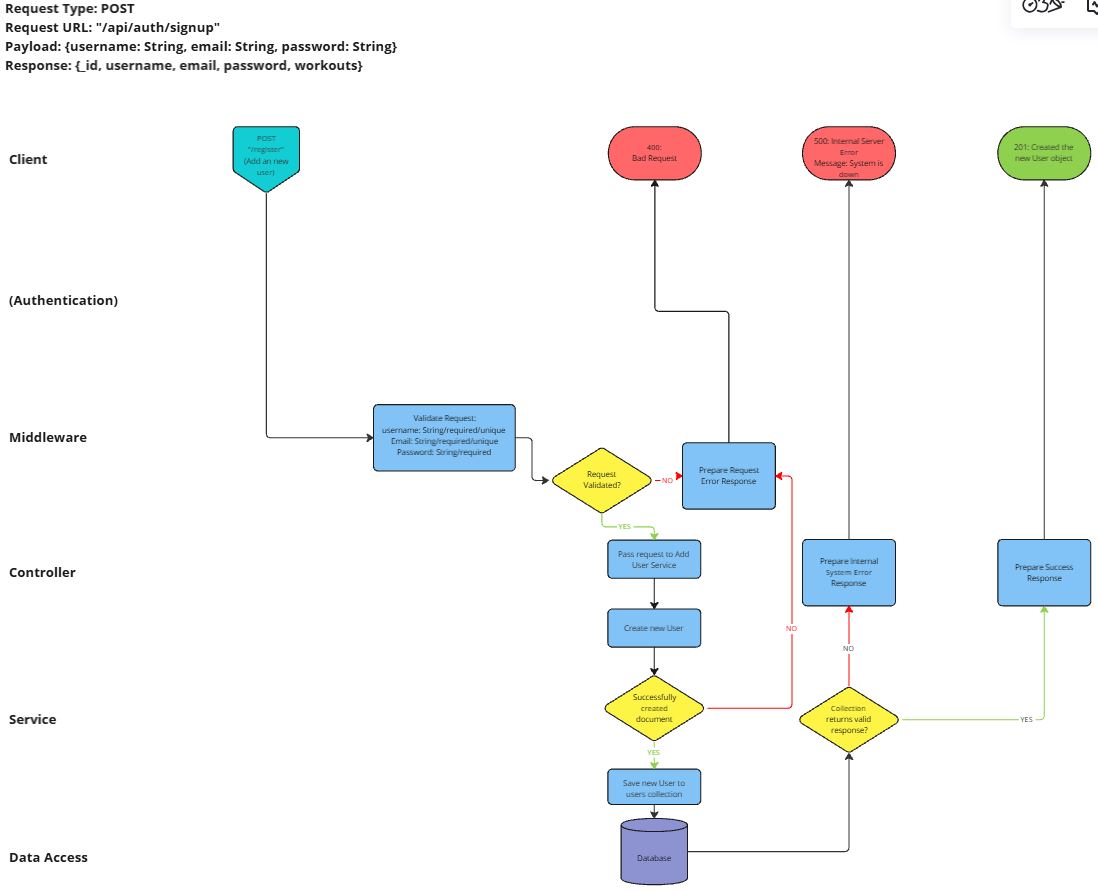 Request Type: POST
Request URL: "/api/auth/signup"
Payload: {username: String, email: String, password: String}
Response: {_id, username, email, password, workouts}
Client
POST
"/register"
(Add an new
user)
400:
Bad Request
500: Internal Server
Error
Message: System is
down
201: Created the
new User object
(Authentication)
Middleware
Validate Request:
username: String/required/unique
Email: String/required/unique
Password: String/required
Request
Validated?
NO
Prepare Request
Error Response
YES
Controller
Pass request to Add
User Service
Prepare Internal
System Error
Response
Prepare Success
Response
Create new User
NO
NO
Service
Successfully
created
document
Collection
returns valid
response?
YES
YES
Save new User to
users collection
Data Access
Database